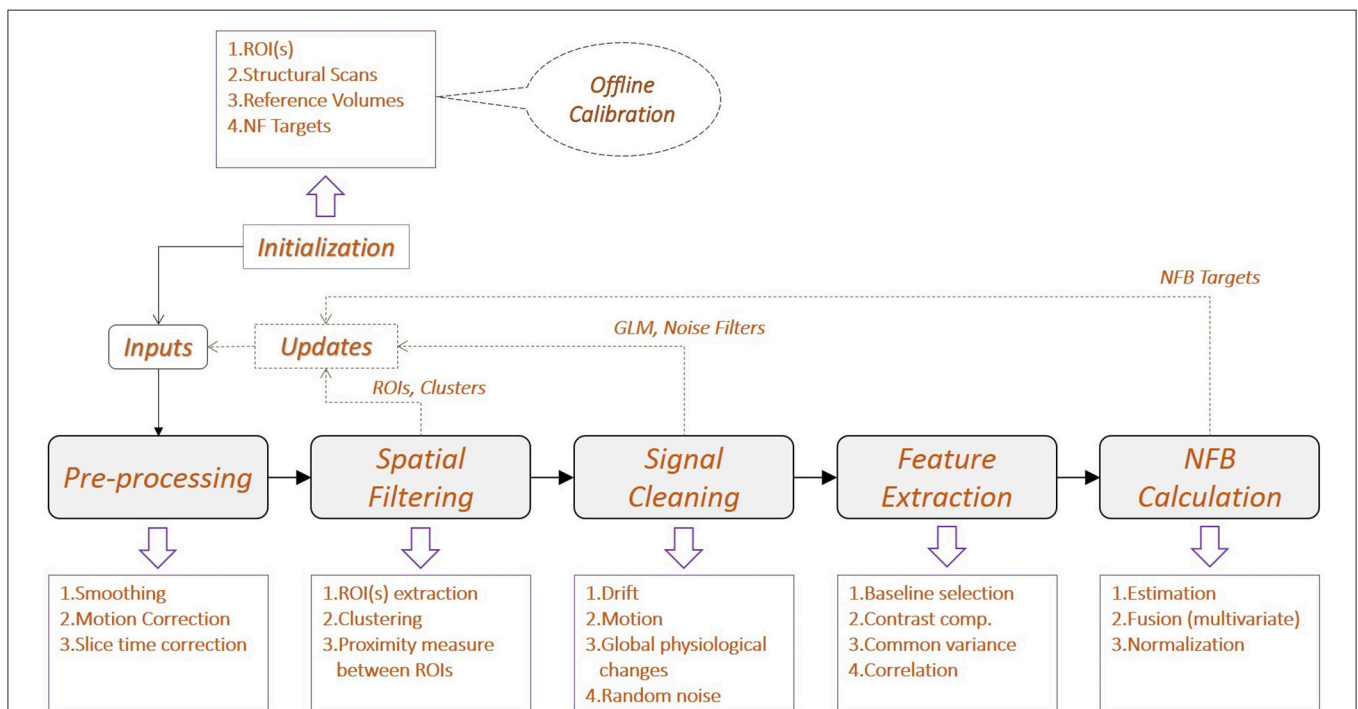 1.ROI(s)
2.Structural Scans
3.Reference Volumes
4.NF Targets
Offline
Calibration
Initialization
NFB Targets
GLM, Noise Filters
Inputs
Updates
ROIs, Clusters
Pre-processing
Spatial
Filtering
Signal
Cleaning
Feature
Extraction
NFB
Calculation
1.Smoothing
2.Motion Correction
3.Slice time correction
1.ROI(s) extraction
2.Clustering
3.Proximity measure
between ROIs
1.Drift
2.Motion
3.Global physiological
changes
4.Random noise
1.Baseline selection
2.Contrast comp.
3.Common variance
4.Correlation
1.Estimation
2.Fusion (multivariate)
3.Normalization